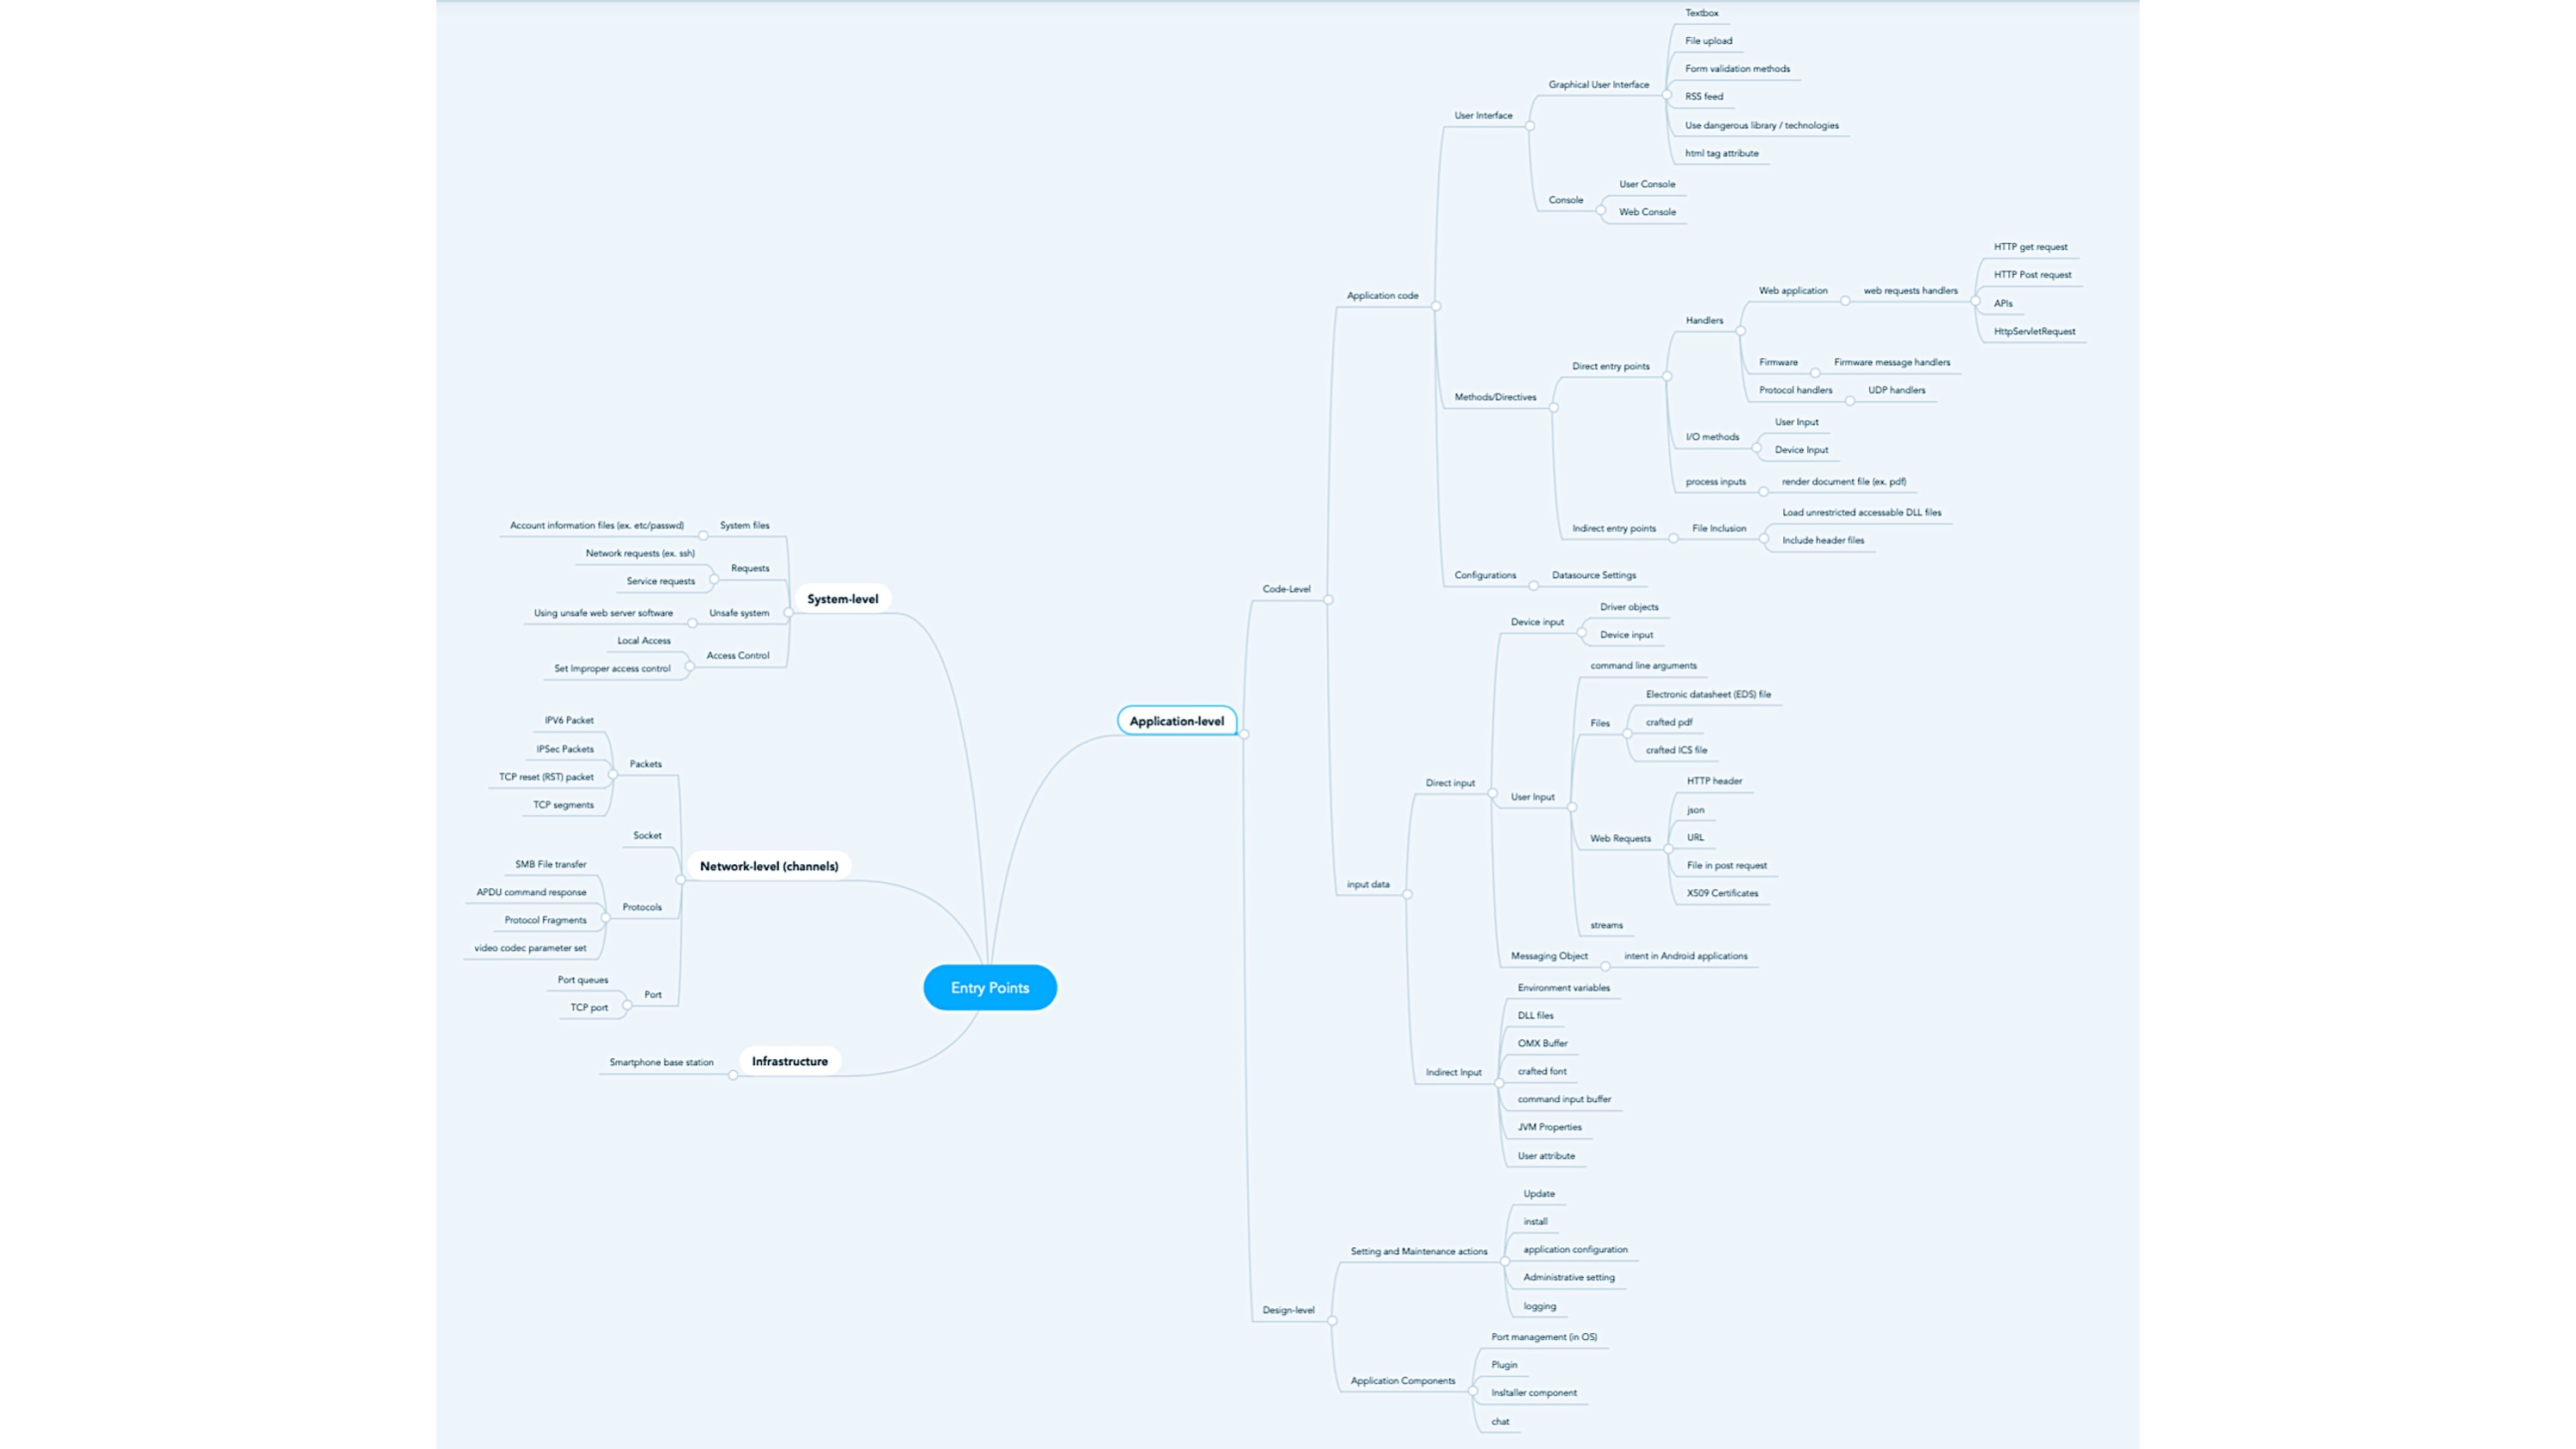 Entry Points
System-level
System files
Account information files (ex. etc/passwd)
Requests
Network requests (ex. ssh)
Service requests
Unsafe system
Using unsafe web server software
Access Control
Local Access
Set Improper access control
Network-level (channels)
Packets
IPV6 Packet
IPSec Packets
TCP reset (RST) packet
TCP segments
Socket
Protocols
SMB File transfer
APDU command response
Protocol Fragments
video codec parameter set
Port
Port queues
TCP port
Infrastructure
Smartphone base station
Application-level
Code-Level
Application code
User Interface
Graphical User Interface
Textbox
File upload
Form validation methods
RSS feed
Use dangerous library / technologies
html tag attribute
Console
User Console
Web Console
Methods/Directives
Direct entry points
Handlers
Web application
web requests handlers
HTTP get request
HTTP Post request
APIs
HttpServletRequest
Firmware
Firmware message handlers
Protocol handlers
UDP handlers
I/O methods
User Input
Device Input
process inputs
render document file (ex. pdf)
Indirect entry points
File Inclusion
Load unrestricted accessable DLL files
Include header files
Configurations
Datasource Settings
input data
Direct input
Device input
Driver objects
Device input
User Input
command line arguments
Files
Electronic datasheet (EDS) file
crafted pdf
crafted ICS file
Web Requests
HTTP header
json
URL
File in post request
X509 Certificates
streams
Messaging Object
intent in Android applications
Indirect Input
Environment variables
DLL files
OMX Buffer
crafted font
command input buffer
JVM Properties
User attribute
Design-level
Setting and Maintenance actions
Update
install
application configuration
Administrative setting
logging
Application Components
Port management (in OS)
Plugin
Insltaller component
chat